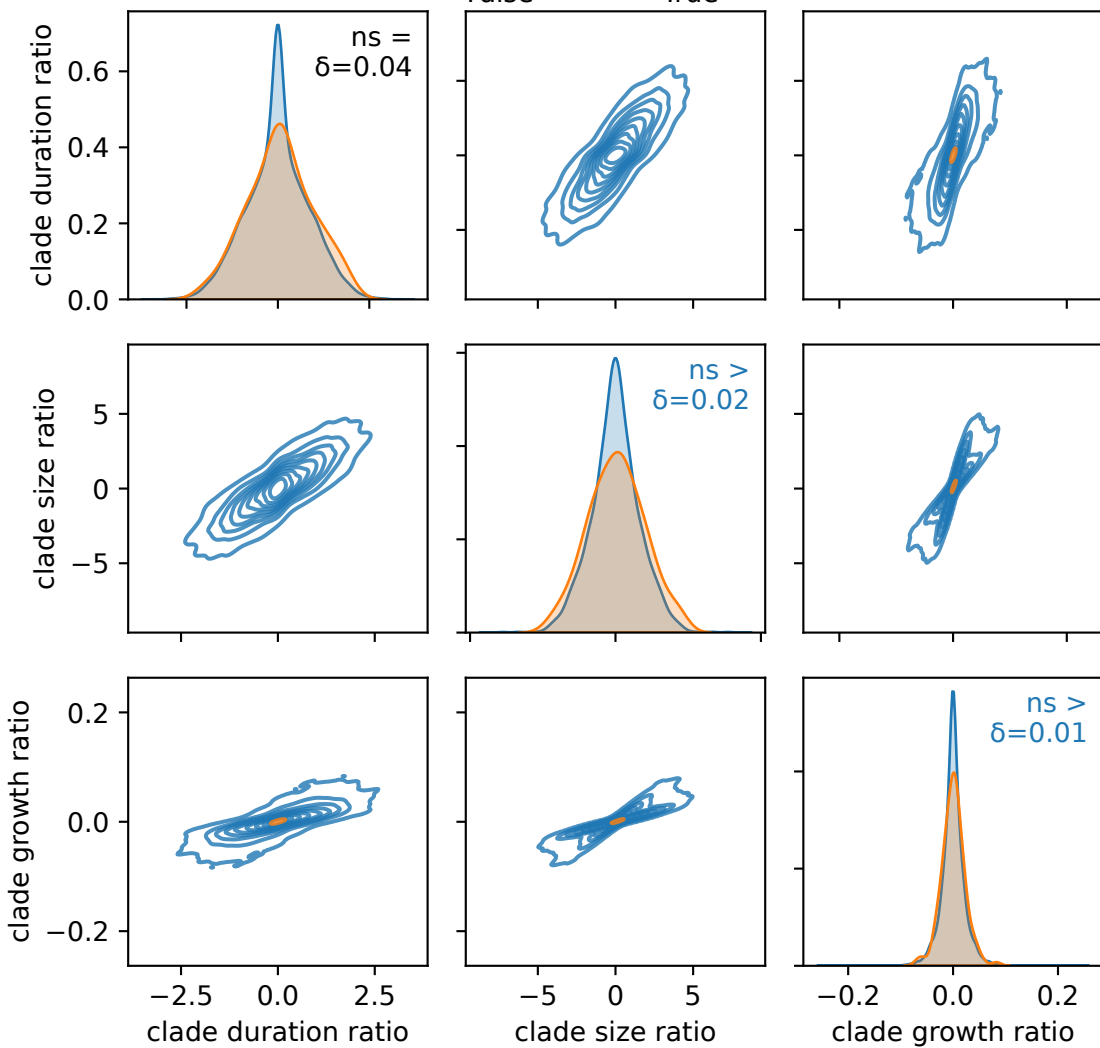 clade duration ratio
0.6
0.4
0.2
0.0
ns =
δ=0.04
clade size ratio
5
0
−5
ns >
δ=0.02
clade growth ratio
0.2
0.0
−0.2
ns >
δ=0.01
−2.5 0.0 2.5
−5 0 5
−0.2 0.0 0.2
clade duration ratio
clade size ratio
clade growth ratio